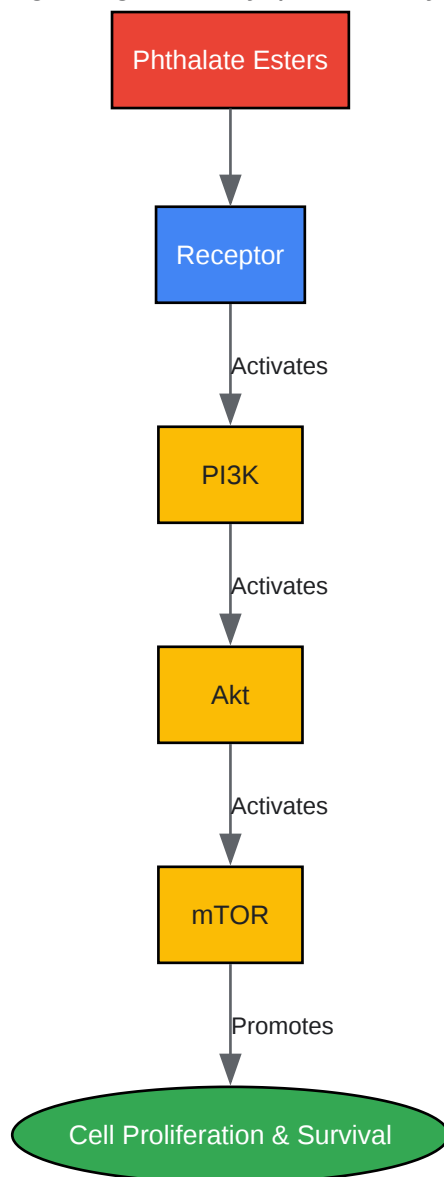 Phthalate Esters
Receptor
Activates
PI3K
Activates
Akt
Activates
mTOR
Promotes
Cell Proliferation & Survival